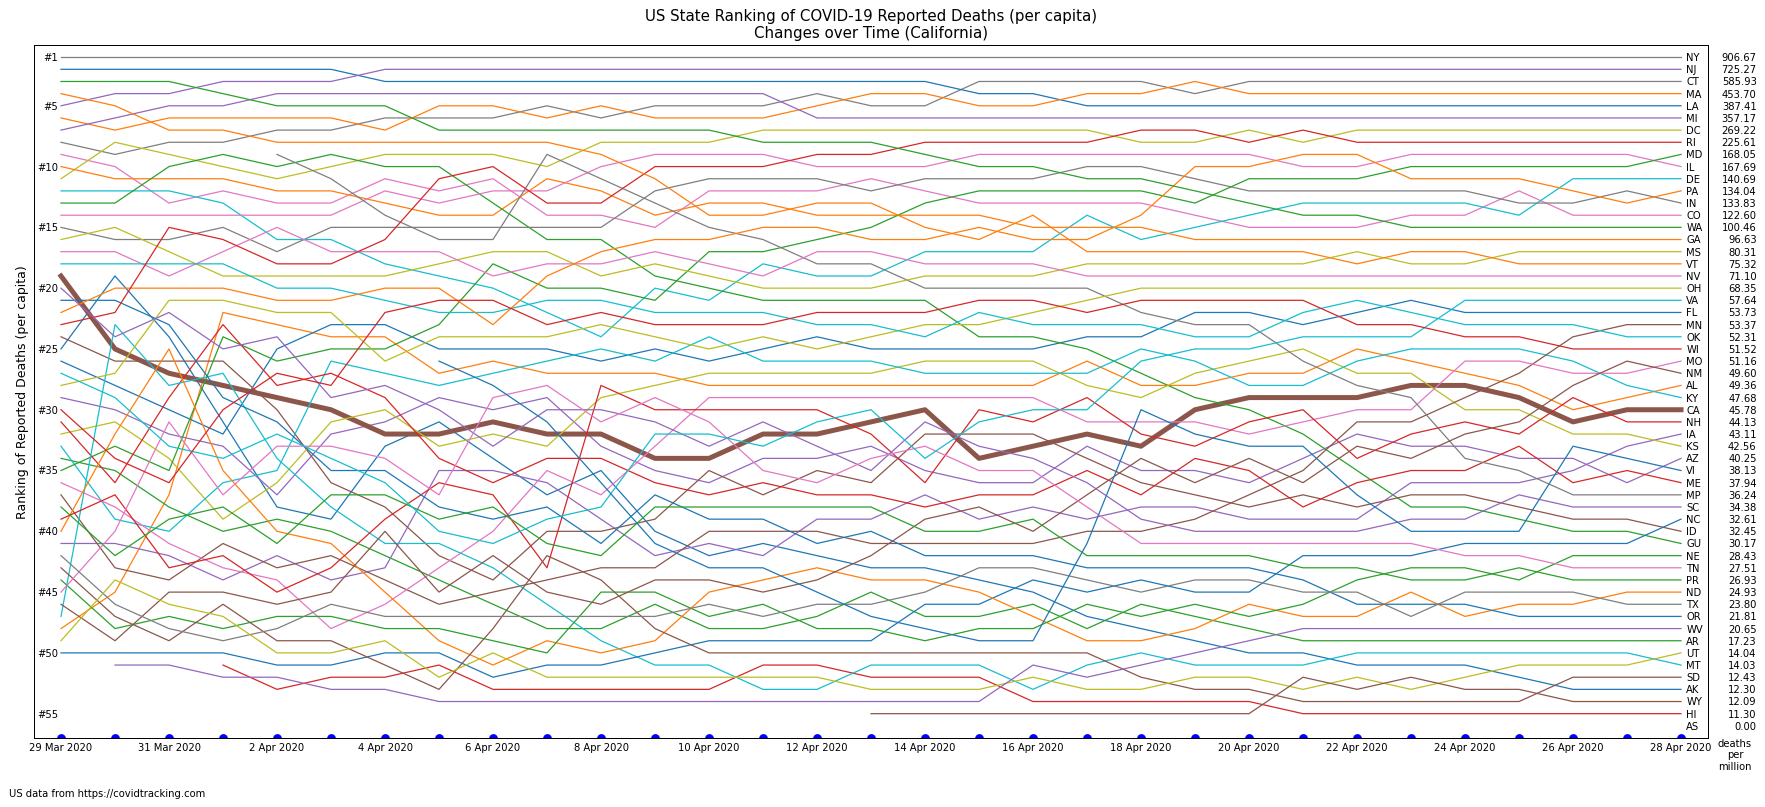 US State Ranking of COVID-19 Reported Deaths (per capita)
Changes over Time (California)
Ranking of Reported Deaths (per capita)
#1
#5
#10
#15
#20
#25
#30
#35
#40
#45
#50
#55
NY 906.67
NJ 725.27
CT 585.93
MA 453.70
LA 387.41
MI 357.17
DC 269.22
RI 225.61
MD 168.05
IL 167.69
DE 140.69
PA 134.04
IN 133.83
CO 122.60
WA 100.46
GA 96.63
MS 80.31
VT 75.32
NV 71.10
OH 68.35
VA 57.64
FL 53.73
MN 53.37
OK 52.31
WI 51.52
MO 51.16
NM 49.60
AL 49.36
KY 47.68
CA 45.78
NH 44.13
IA 43.11
KS 42.56
AZ 40.25
VI 38.13
ME 37.94
MP 36.24
SC 34.38
NC 32.61
ID 32.45
GU 30.17
NE 28.43
TN 27.51
PR 26.93
ND 24.93
TX 23.80
OR 21.81
WV 20.65
AR 17.23
UT 14.04
MT 14.03
SD 12.43
AK 12.30
WY 12.09
HI 11.30
AS 0.00
29 Mar 2020 31 Mar 2020 2 Apr 2020 4 Apr 2020 6 Apr 2020 8 Apr 2020 10 Apr 2020 12 Apr 2020 14 Apr 2020 16 Apr 2020 18 Apr 2020 20 Apr 2020 22 Apr 2020 24 Apr 2020 26 Apr 2020 28 Apr 2020
deaths
per
million
US data from https://covidtracking.com